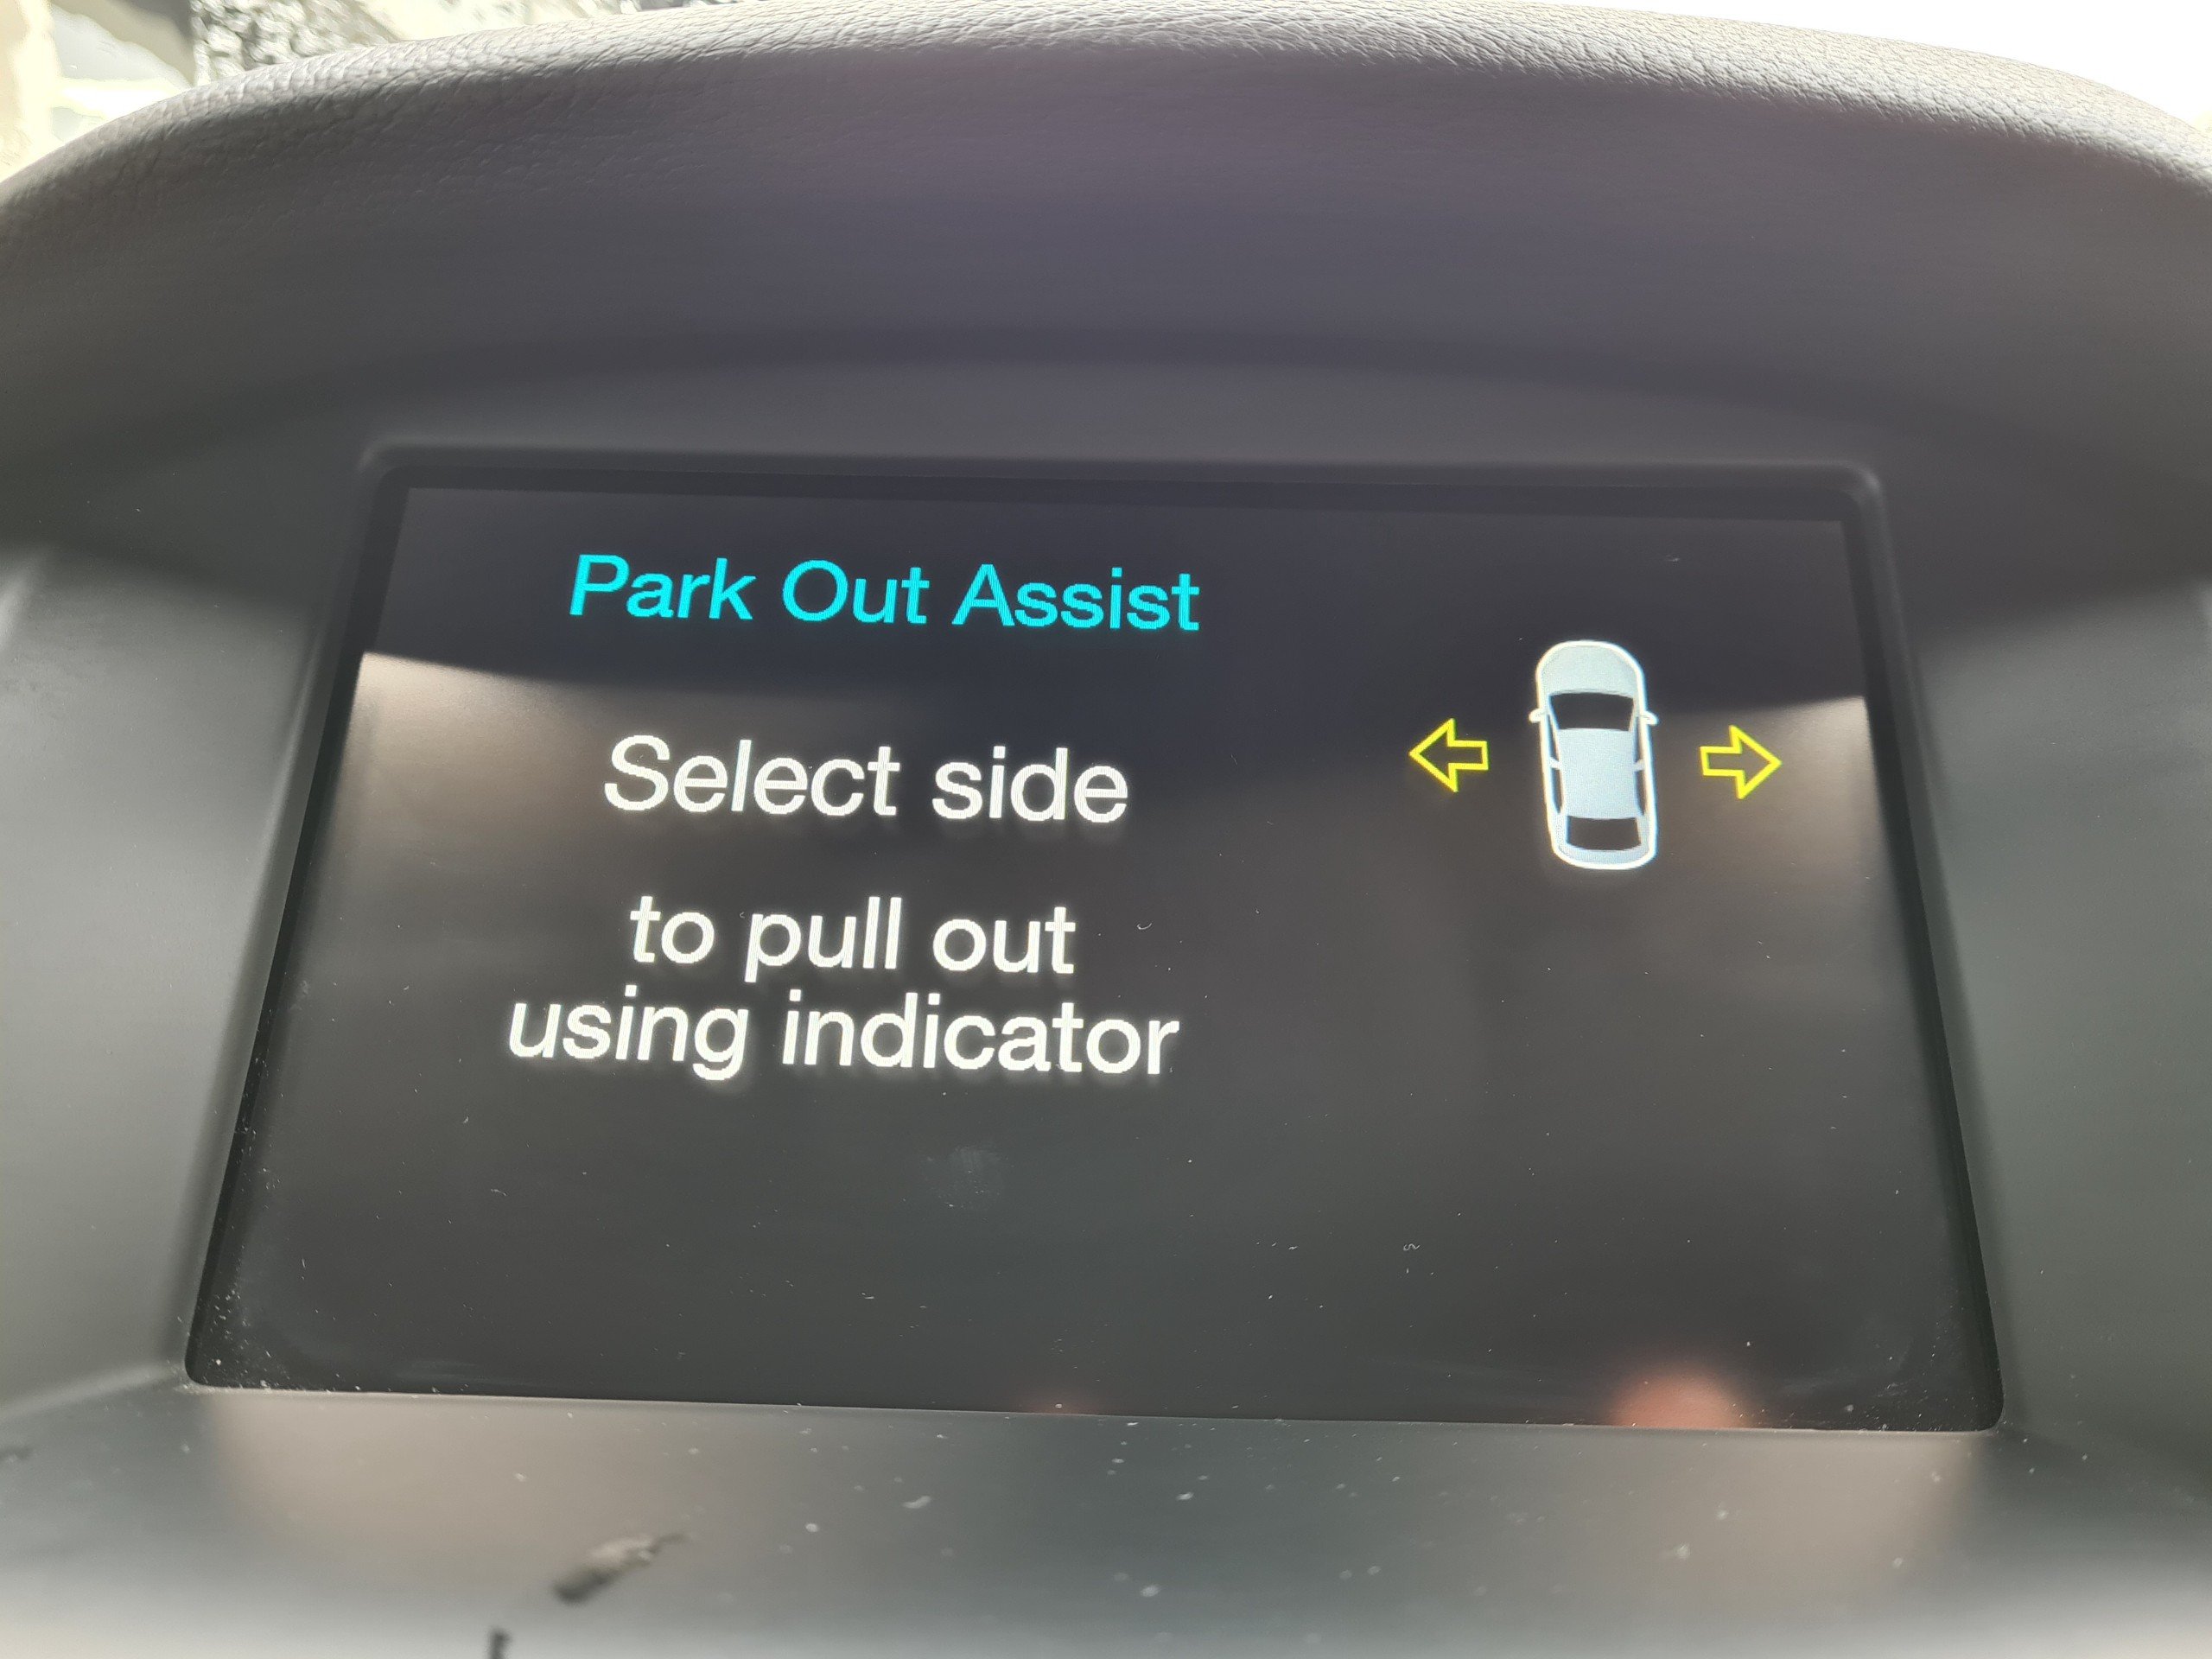 Park Out Assist
Select side
to pull out
using indicator